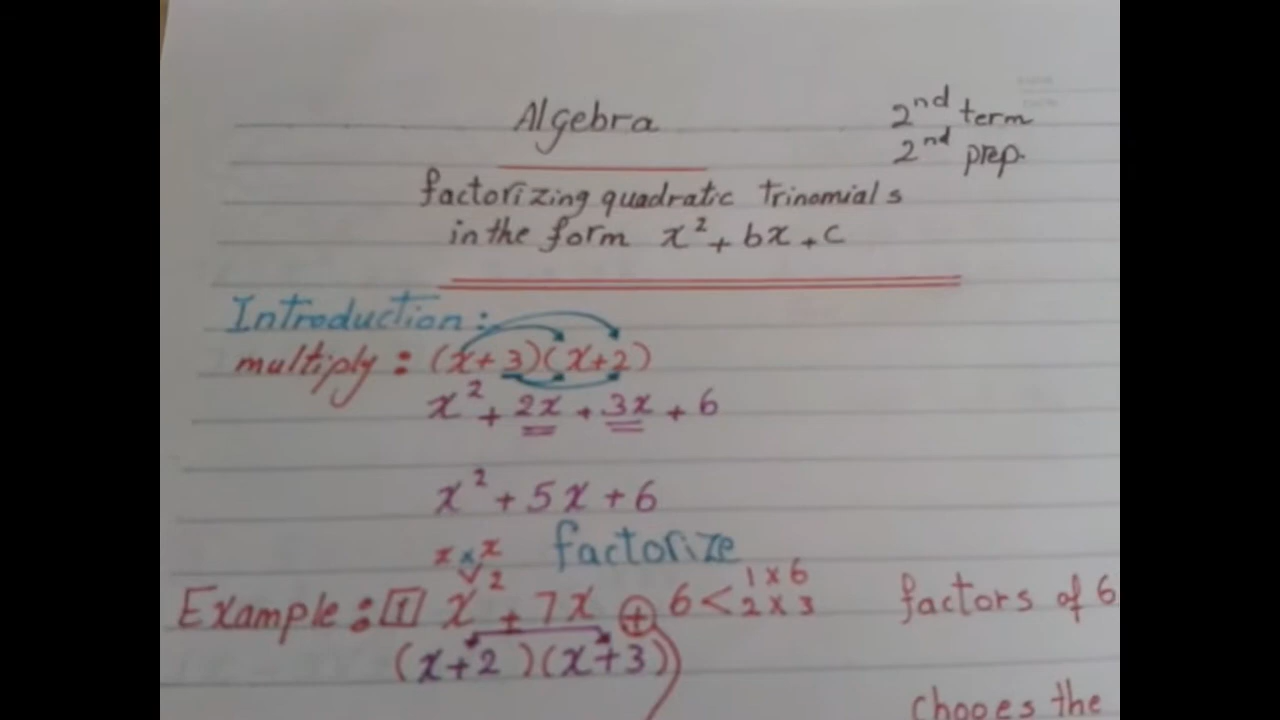 Algebra
2nd term
2nd prep.
factorizing quadratic trinomials
in the form x² + bx + c
Introduction:
multiply: (x+3)(x+2)
x² + 2x + 3x + 6
x² + 5x + 6
x × x
factorize
1 x 6
Example: 1 x² + 7x + 6 < 2 x 3 factors of 6
(x+2)(x+3)
chooes the